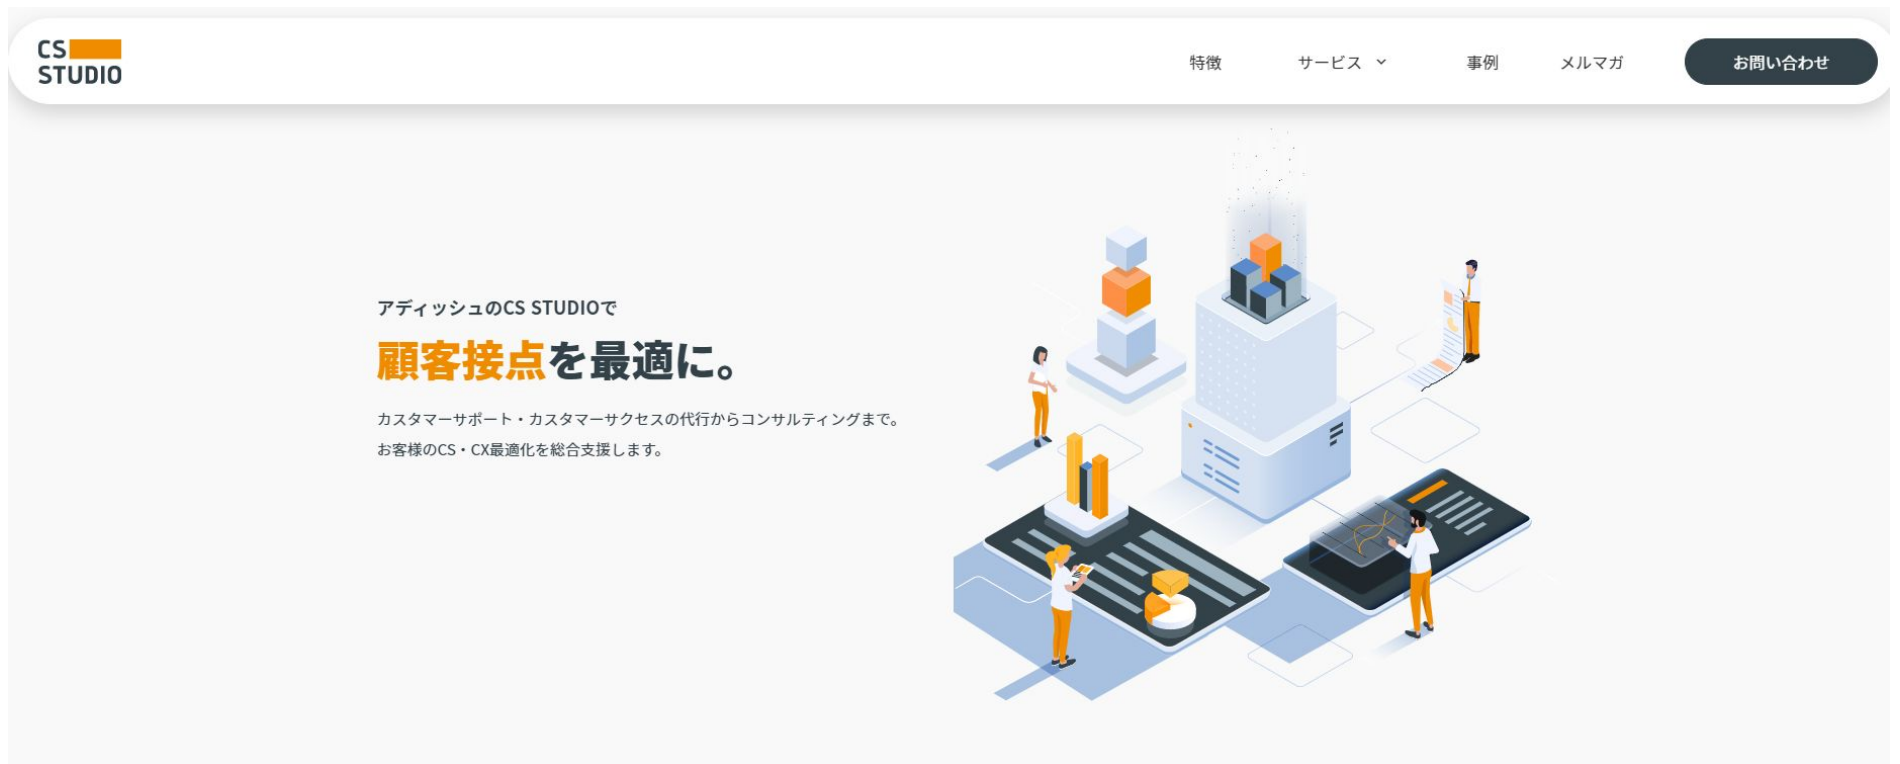 CS
STUDIO
特徴
サービス
事例
メルマガ
お問い合わせ
アディッシュのCS STUDIOで
顧客接点を最適に。
カスタマーサポート・カスタマーサクセスの代行からコンサルティングまで。
お客様のCS・CX最適化を総合支援します。